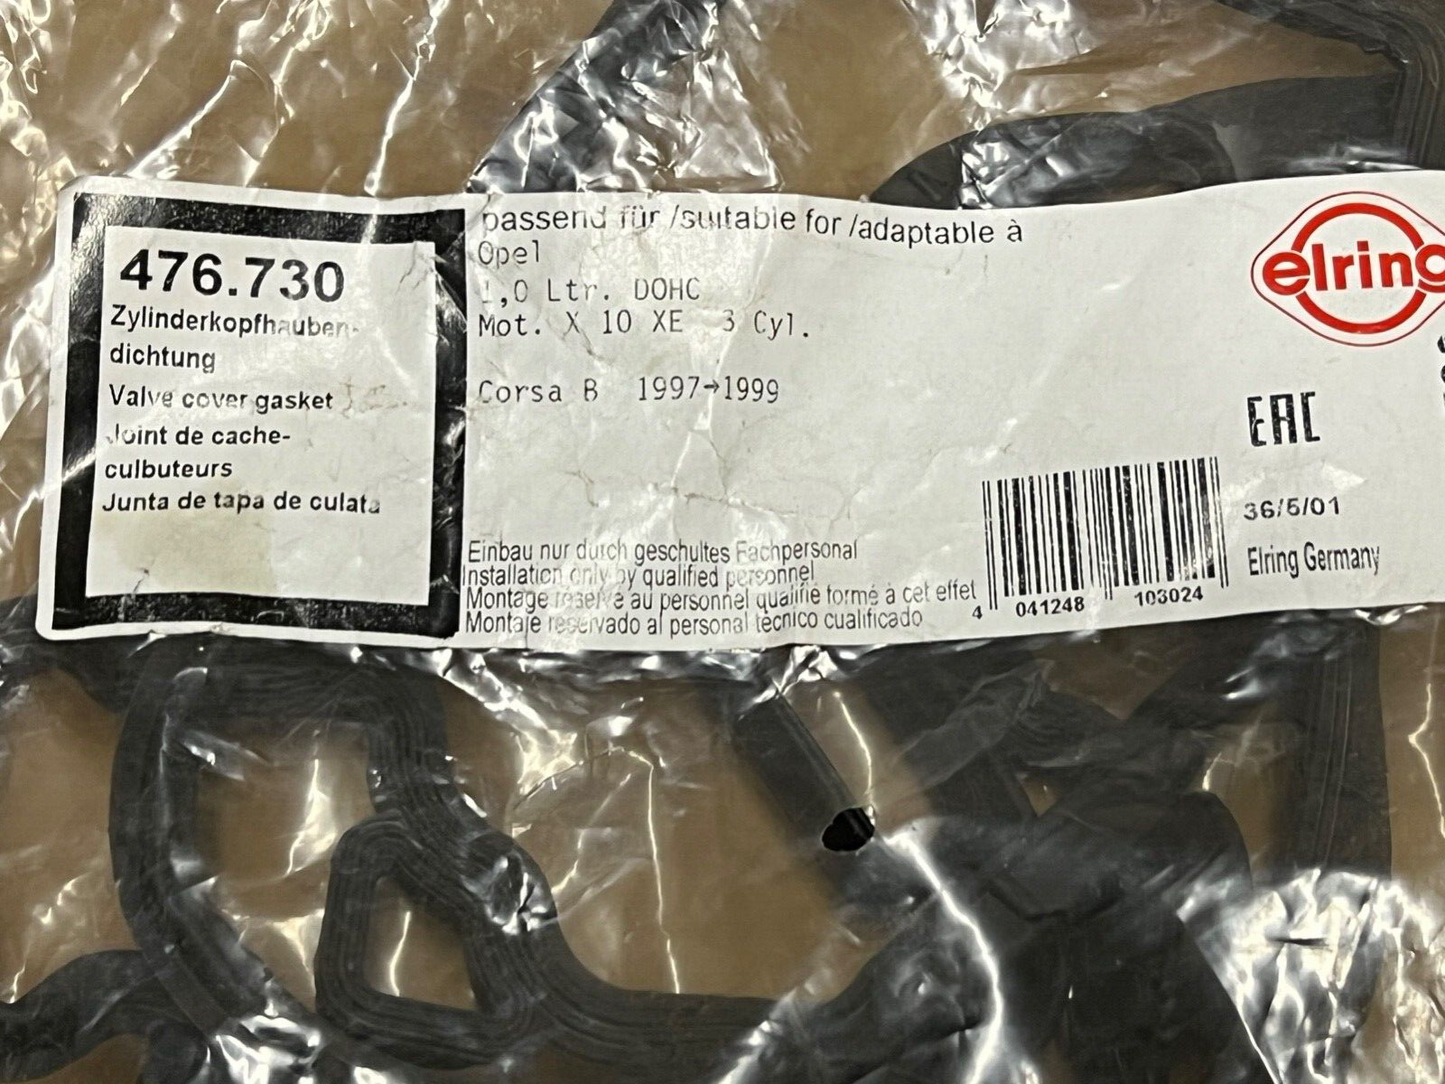 476.730
Zylinderkopfhauben-
dichtung
Valve cover gasket
Joint de cache-
culbuteurs
Junta de tapa de culata
passend für /suitable for /adaptable à
Opel
1,0 Ltr. DOHC
Mot. X 10 XE 3 Cyl.
Corsa B 1997→1999
Einbau nur durch geschultes Fachpersonal
Installation only by qualified personnel
Montage réservé au personnel qualifié formé à cet effet
Montaje reservado al personal técnico cualificado
elring
EAC
4 041248 103024
36/5/01
Elring Germany